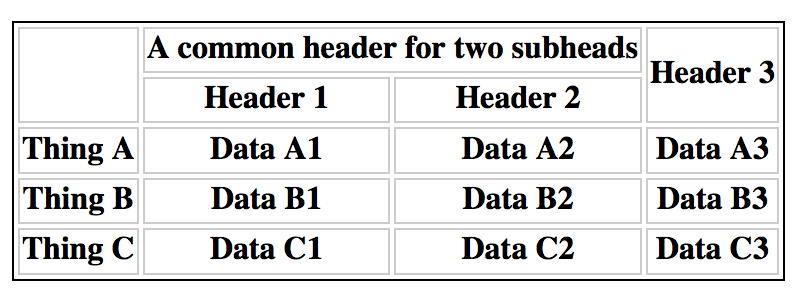 A common header for two subheads
Header 3
Header 1 Header 2
Thing A Data A1 Data A2 Data A3
Thing B Data B1 Data B2 Data B3
Thing C Data C1 Data C2 Data C3